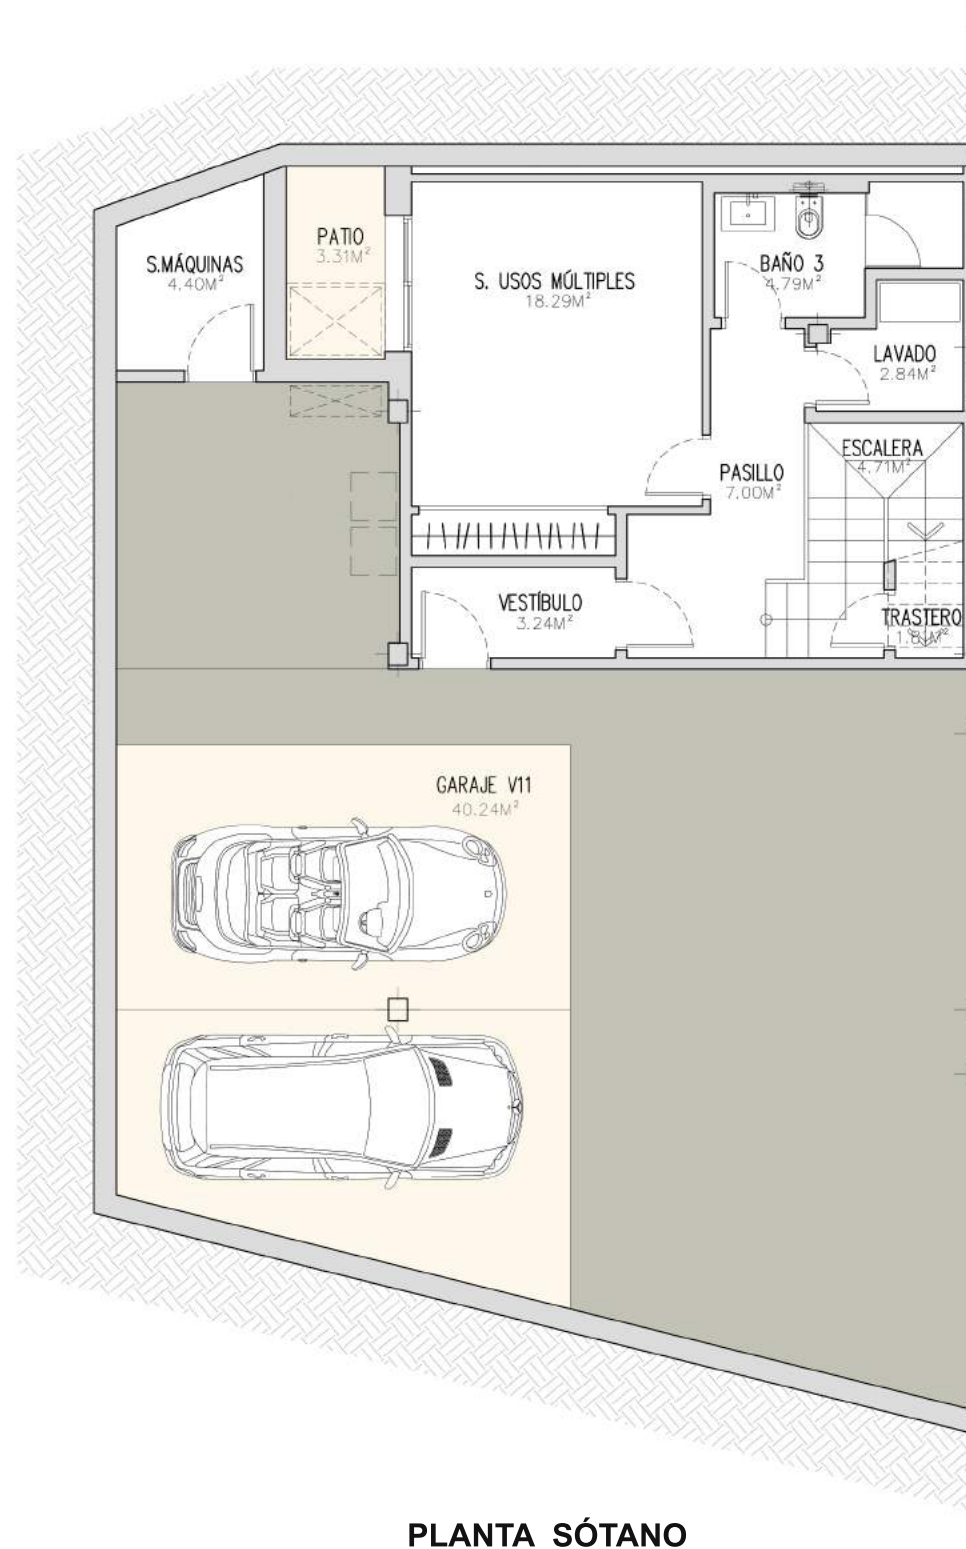 PATIO
3.31M²
S.MÁQUINAS
4.40M²
S. USOS MÚLTIPLES
18.29M²
BAÑO 3
4.79M²
LAVADO
2.84M²
ESCALERA
4.71M²
PASILLO
7.00M²
VESTÍBULO
3.24M²
TRASTERO
GARAJE V11
40.24M²
PLANTA SÓTANO